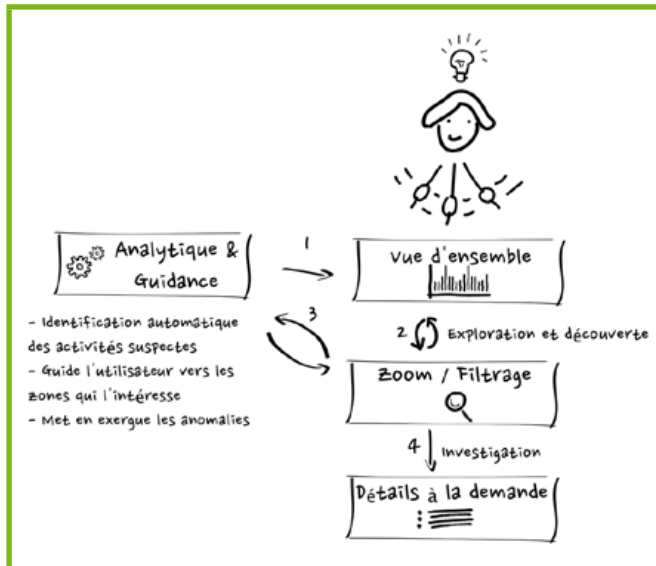 Analytique &
Guidance
1
Vue d'ensemble
- Identification automatique
des activités suspectes
- Guide l'utilisateur vers les
zones qui l'intéresse
- Met en exergue les anomalies
3
2
Exploration et découverte
Zoom / Filtrage
4
Investigation
Détails à la demande